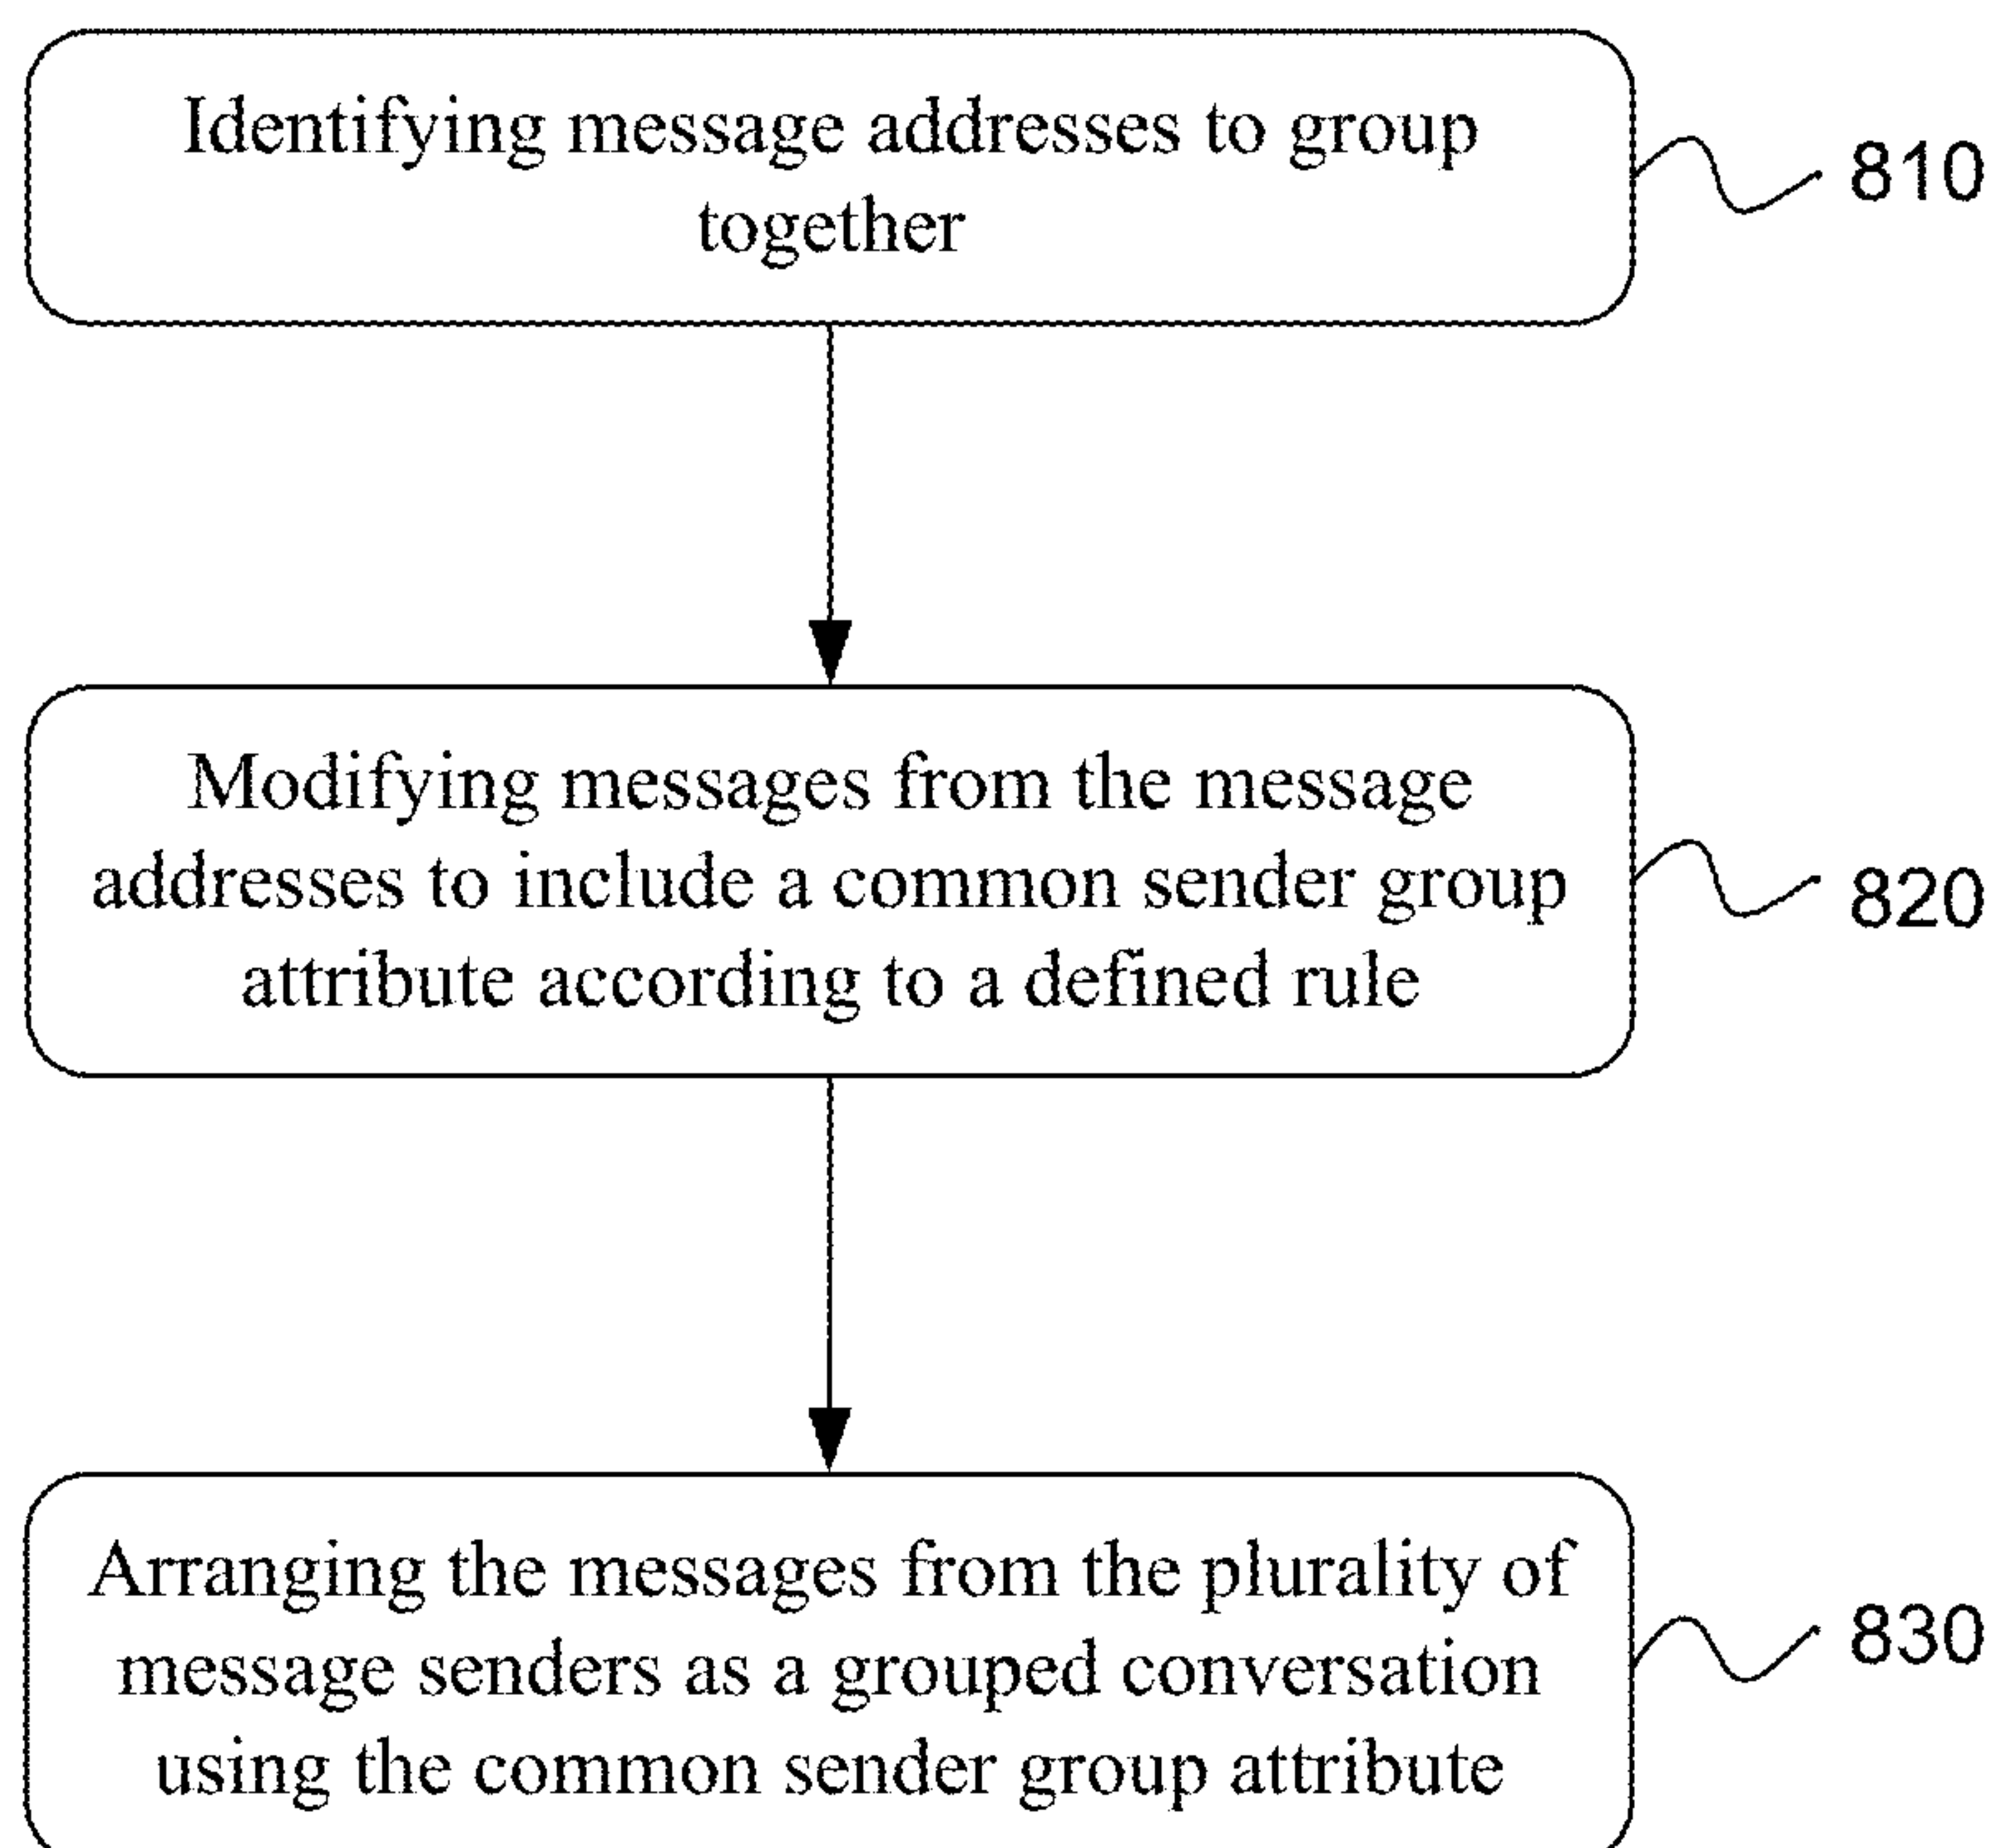 Identifying message addresses to group
together
810
Modifying messages from the message
addresses to include a common sender group
attribute according to a defined rule
820
Arranging the messages from the plurality of
message senders as a grouped conversation
using the common sender group attribute
830